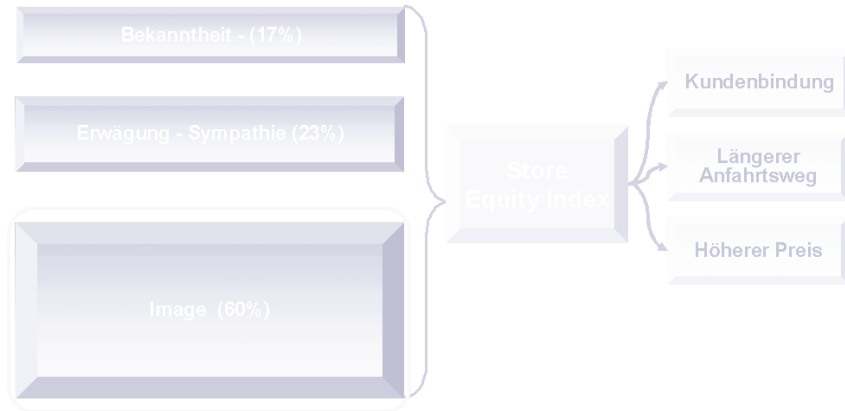 Bekanntheit - (17%)
Erwägung - Sympathie (23%)
Image (60%)
Store
Equity Index
Kundenbindung
Längerer
Anfahrtsweg
Höherer Preis